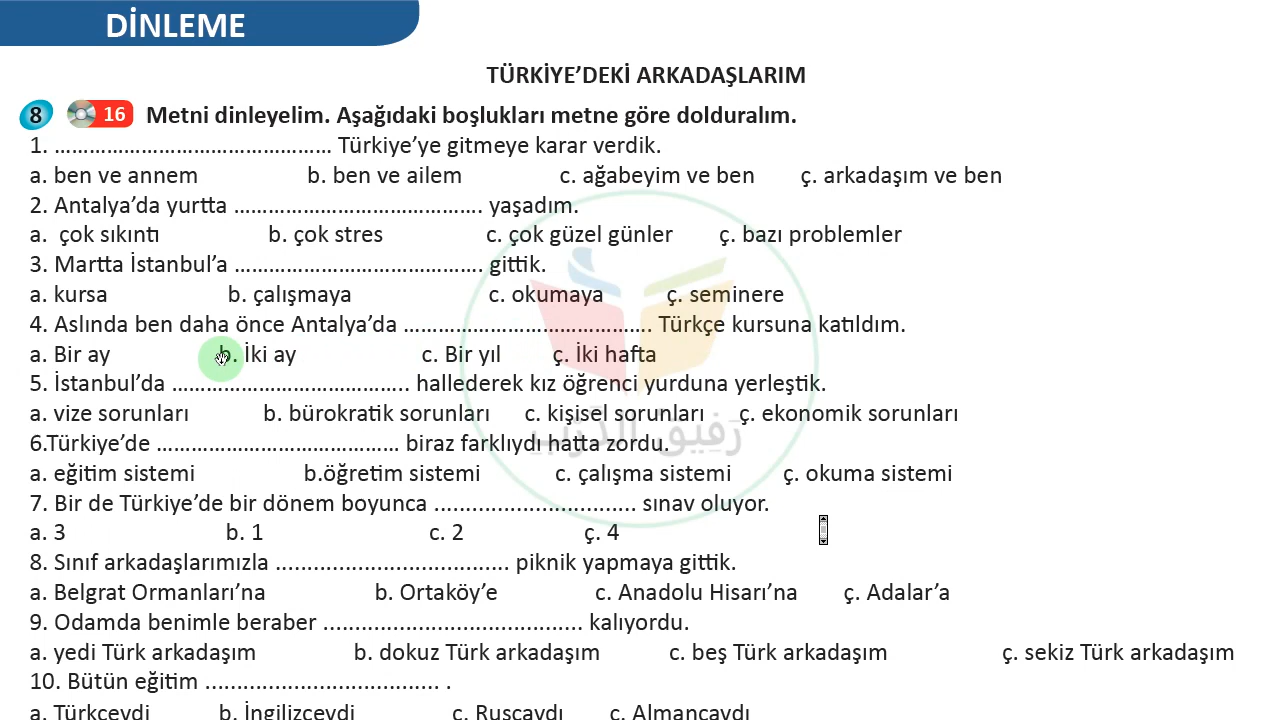 DİNLEME
TÜRKİYE'DEKİ ARKADAŞLARIM
8 16 Metni dinleyelim. Aşağıdaki boşlukları metne göre dolduralım.
1. ………………………………………… Türkiye'ye gitmeye karar verdik.
a. ben ve annem b. ben ve ailem c. ağabeyim ve ben ç. arkadaşım ve ben
2. Antalya'da yurtta ……………………………………. yaşadım.
a. çok sıkıntı b. çok stres c. çok güzel günler ç. bazı problemler
3. Martta İstanbul'a ……………………………………. gittik.
a. kursa b. çalışmaya c. okumaya ç. seminere
4. Aslında ben daha önce Antalya'da ……………………………………. Türkçe kursuna katıldım.
a. Bir ay b. İki ay c. Bir yıl ç. İki hafta
5. İstanbul'da ………………………………….. hallederek kız öğrenci yurduna yerleştik.
a. vize sorunları b. bürokratik sorunları c. kişisel sorunları ç. ekonomik sorunları
رَفِيقُ الدَّرْبِ
6.Türkiye'de …………………………………… biraz farklıydı hatta zordu.
a. eğitim sistemi b.öğretim sistemi c. çalışma sistemi ç. okuma sistemi
7. Bir de Türkiye'de bir dönem boyunca ................................ sınav oluyor.
a. 3 b. 1 c. 2 ç. 4
8. Sınıf arkadaşlarımızla ..................................... piknik yapmaya gittik.
a. Belgrat Ormanları'na b. Ortaköy'e c. Anadolu Hisarı'na ç. Adalar'a
9. Odamda benimle beraber ......................................... kalıyordu.
a. yedi Türk arkadaşım b. dokuz Türk arkadaşım c. beş Türk arkadaşım ç. sekiz Türk arkadaşım
10. Bütün eğitim ..................................... .
a. Türkçeydi b. İngilizceydi c. Rusçaydı ç. Almancaydı